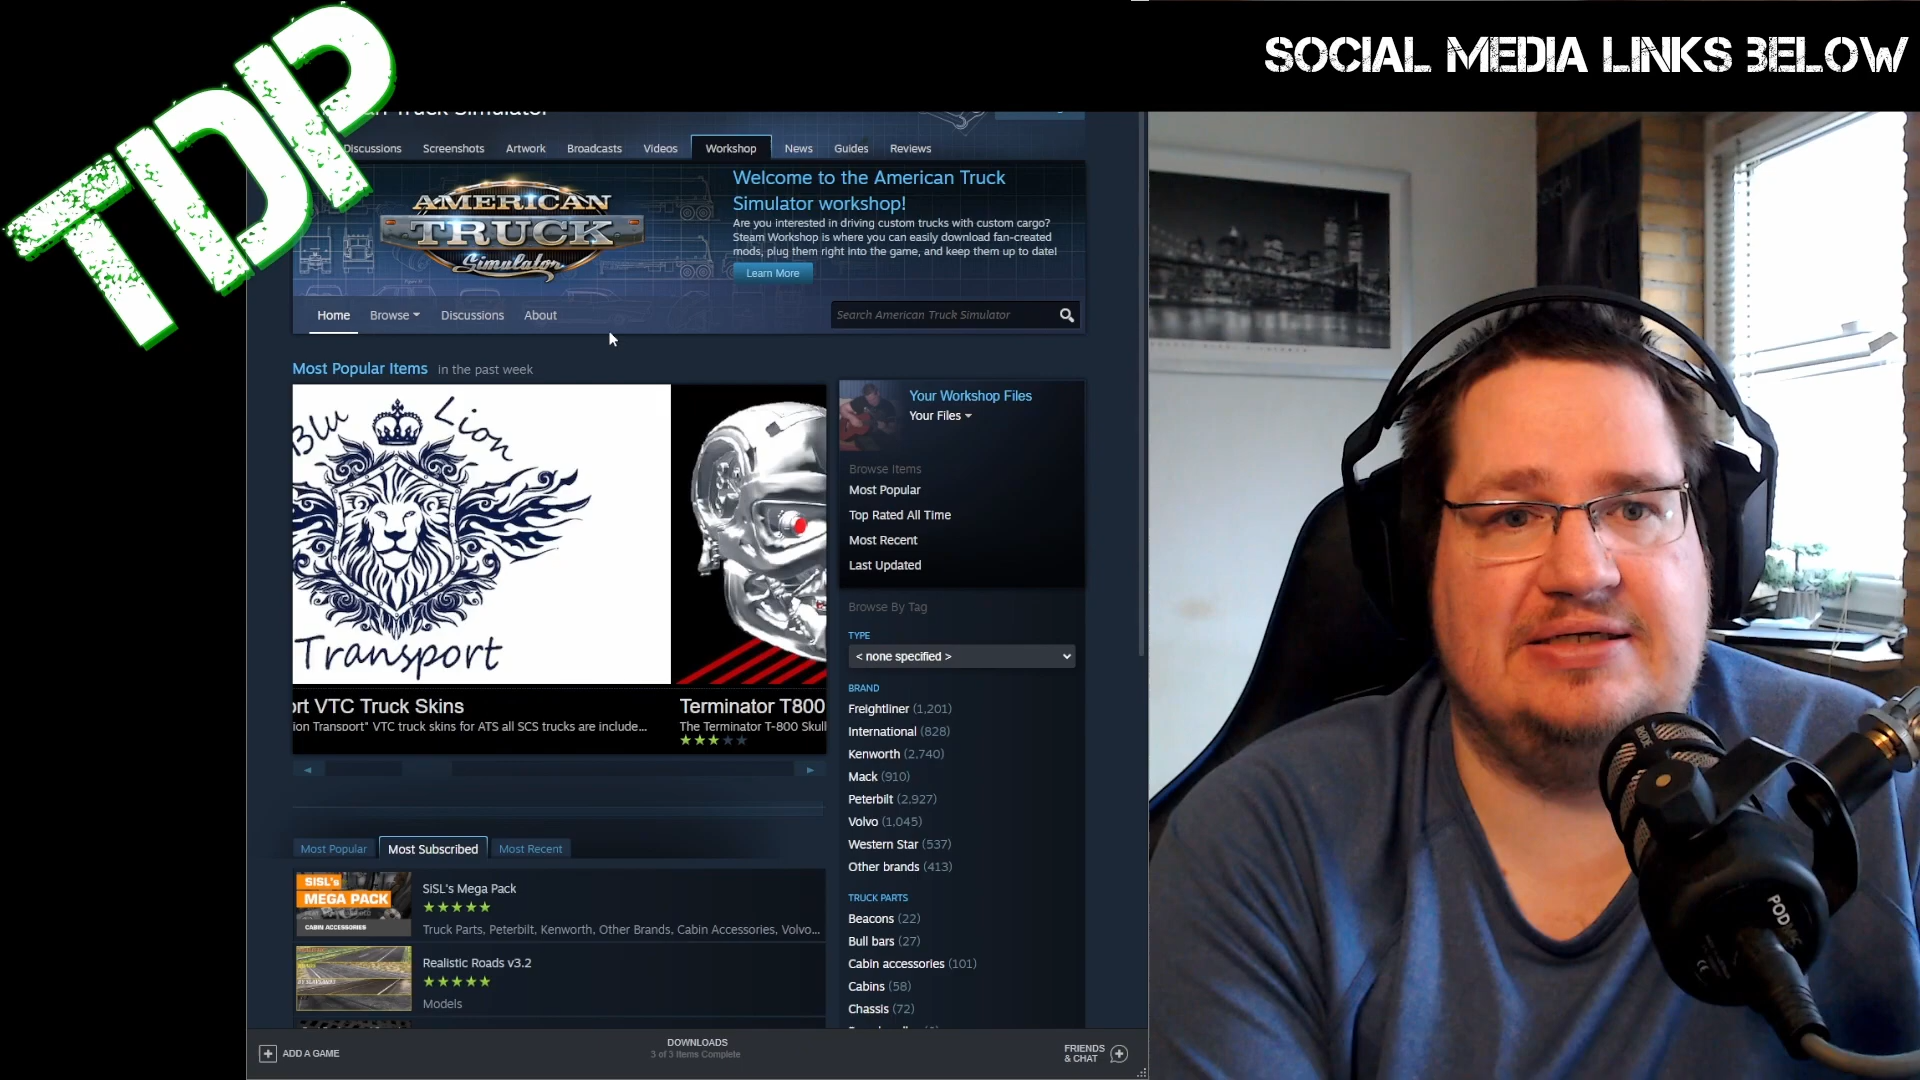 TDP
SOCIAL MEDIA LINKS BELOW
Truck Simulator
Discussions
Screenshots
Artwork
Broadcasts
Videos
Workshop
News
Guides
Reviews
AMERICAN
TRUCK
Simulator
Welcome to the American Truck
Simulator workshop!
Are you interested in driving custom trucks with custom cargo?
Steam Workshop is where you can easily download fan-created
mods, plug them right into the game, and keep them up to date!
Learn More
Home
Browse
Discussions
About
Search American Truck Simulator
Most Popular Items in the past week
Blu Lion
Transport
rt VTC Truck Skins
ion Transport" VTC truck skins for ATS all SCS trucks are include...
Terminator T800
The Terminator T-800 Skull
Your Workshop Files
Your Files
Browse Items
Most Popular
Top Rated All Time
Most Recent
Last Updated
Browse By Tag
TYPE
< none specified >
BRAND
Freightliner (1,201)
International (828)
Kenworth (2,740)
Mack (910)
Peterbilt (2,927)
Volvo (1,045)
Western Star (537)
Other brands (413)
TRUCK PARTS
Beacons (22)
Bull bars (27)
Cabin accessories (101)
Cabins (58)
Chassis (72)
Most Popular
Most Subscribed
Most Recent
SiSL's
MEGA PACK
CABIN ACCESSORIES
SiSL's Mega Pack
Truck Parts, Peterbilt, Kenworth, Other Brands, Cabin Accessories, Volvo...
Realistic Roads v3.2
Models
ADD A GAME
DOWNLOADS
3 of 3 Items Complete
FRIENDS
& CHAT
RØDE
PODMIC